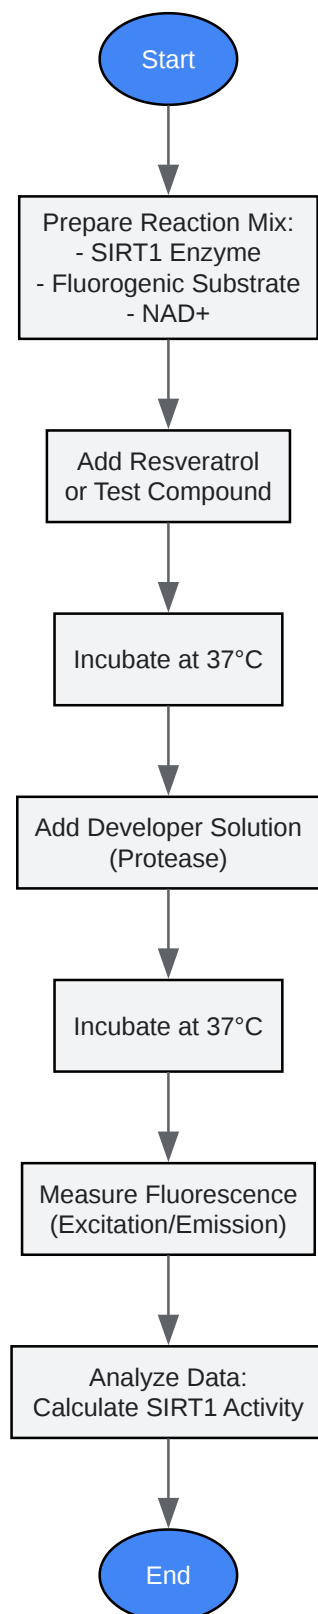 Start
Prepare Reaction Mix:
- SIRT1 Enzyme
- Fluorogenic Substrate
- NAD+
Add Resveratrol
or Test Compound
Incubate at 37°C
Add Developer Solution
(Protease)
Incubate at 37°C
Measure Fluorescence
(Excitation/Emission)
Analyze Data:
Calculate SIRT1 Activity
End